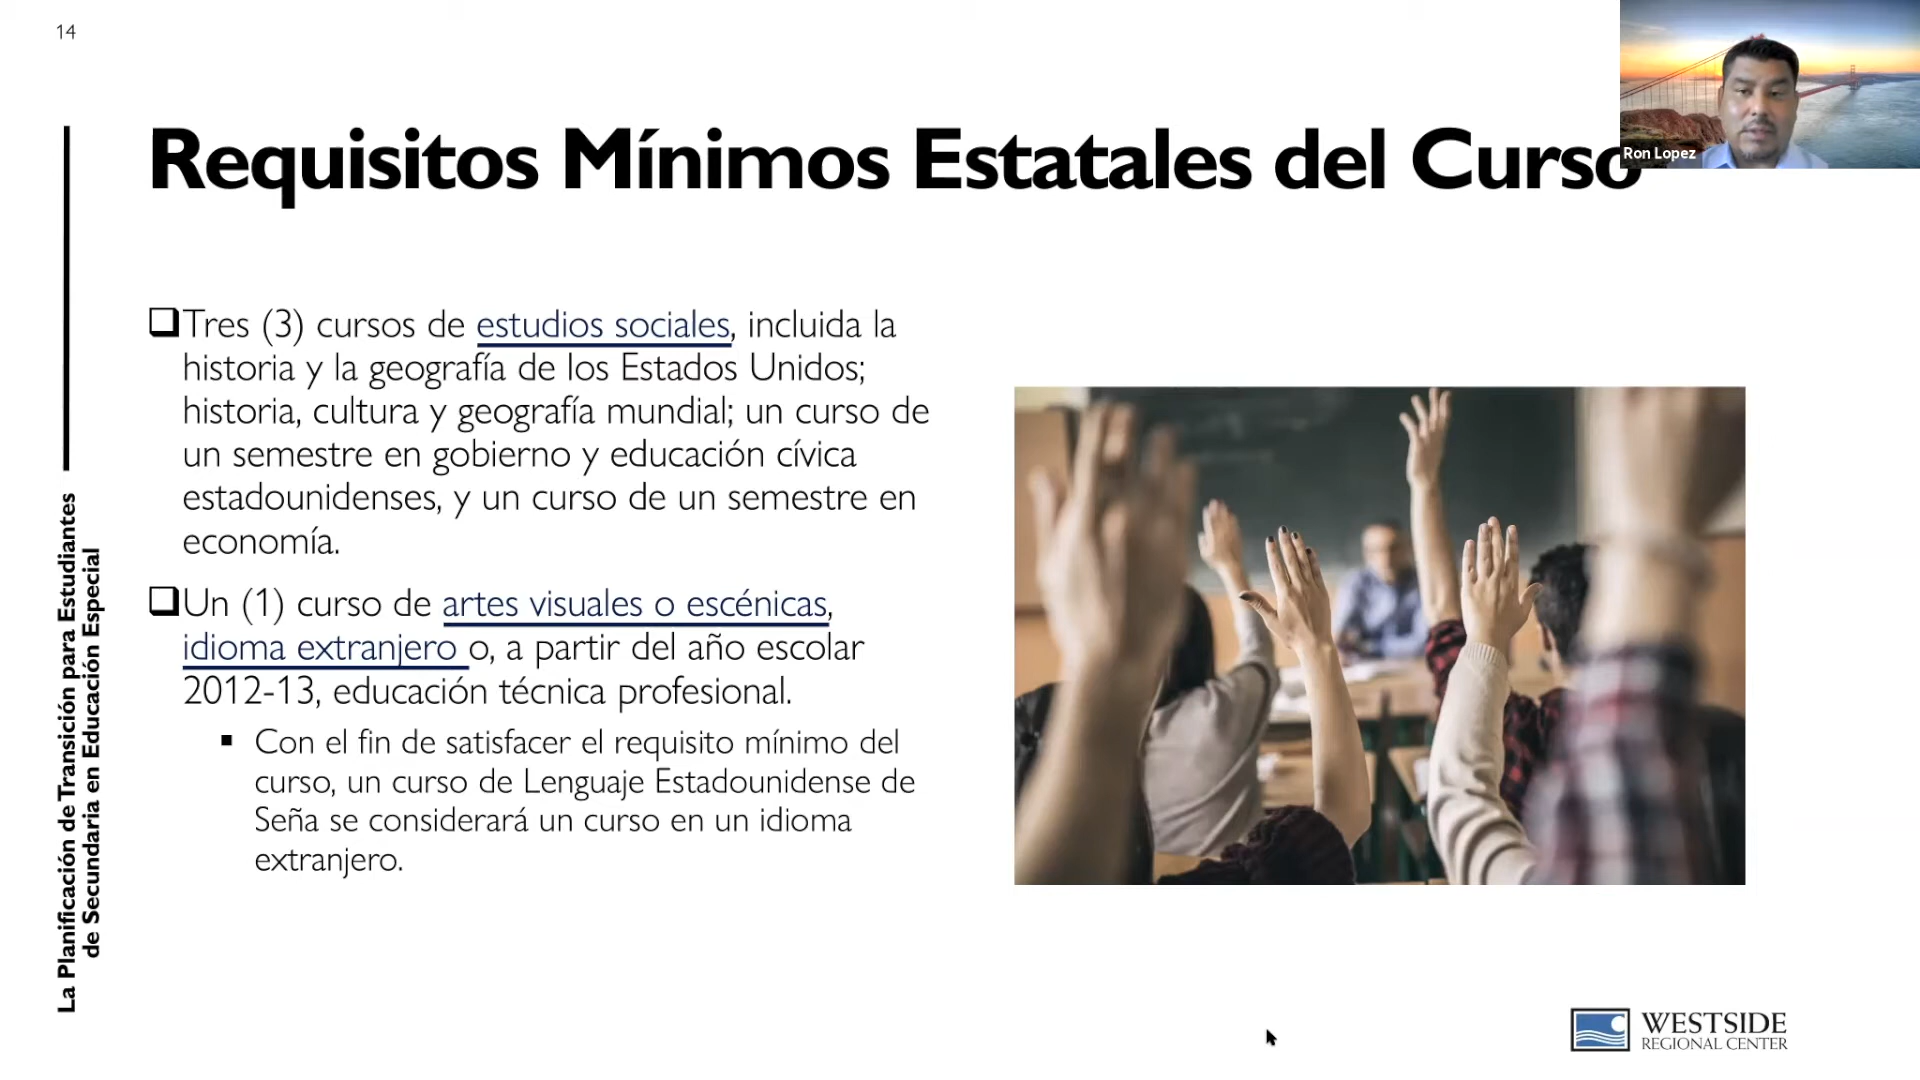 14
Requisitos Mínimos Estatales del Curso
Ron Lopez
Tres (3) cursos de estudios sociales, incluida la
historia y la geografía de los Estados Unidos;
historia, cultura y geografía mundial; un curso de
un semestre en gobierno y educación cívica
estadounidenses, y un curso de un semestre en
economía.
Un (1) curso de artes visuales o escénicas,
idioma extranjero o, a partir del año escolar
2012-13, educación técnica profesional.
Con el fin de satisfacer el requisito mínimo del
curso, un curso de Lenguaje Estadounidense de
Seña se considerará un curso en un idioma
extranjero.
La Planificación de Transición para Estudiantes
de Secundaria en Educación Especial
WESTSIDE
REGIONAL CENTER